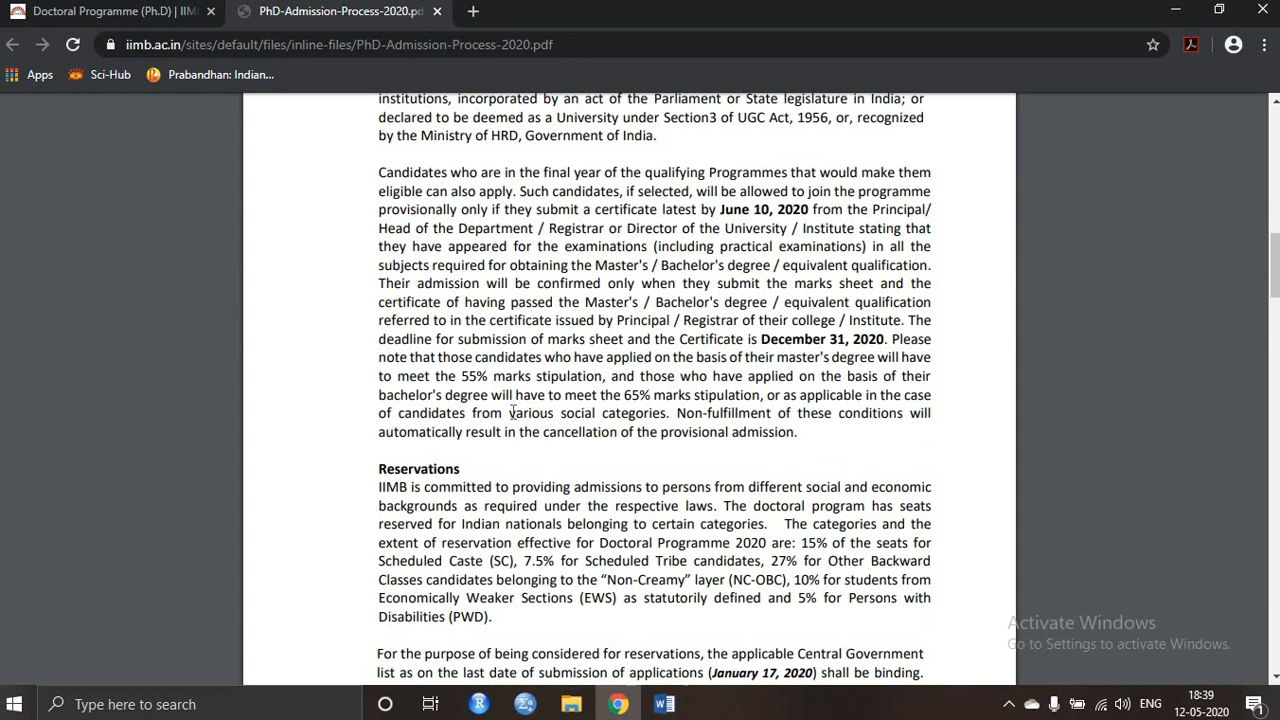 Doctoral Programme (Ph.D) | IIM
PhD-Admission-Process-2020.pd
iimb.ac.in/sites/default/files/inline-files/PhD-Admission-Process-2020.pdf
Apps
Sci-Hub
Prabandhan: Indian...
institutions, incorporated by an act of the Parliament or State legislature in India; or
declared to be deemed as a University under Section3 of UGC Act, 1956, or, recognized
by the Ministry of HRD, Government of India.
Candidates who are in the final year of the qualifying Programmes that would make them
eligible can also apply. Such candidates, if selected, will be allowed to join the programme
provisionally only if they submit a certificate latest by June 10, 2020 from the Principal/
Head of the Department / Registrar or Director of the University / Institute stating that
they have appeared for the examinations (including practical examinations) in all the
subjects required for obtaining the Master's / Bachelor's degree / equivalent qualification.
Their admission will be confirmed only when they submit the marks sheet and the
certificate of having passed the Master's / Bachelor's degree / equivalent qualification
referred to in the certificate issued by Principal / Registrar of their college / Institute. The
deadline for submission of marks sheet and the Certificate is December 31, 2020. Please
note that those candidates who have applied on the basis of their master's degree will have
to meet the 55% marks stipulation, and those who have applied on the basis of their
bachelor's degree will have to meet the 65% marks stipulation, or as applicable in the case
of candidates from various social categories. Non-fulfillment of these conditions will
automatically result in the cancellation of the provisional admission.
Reservations
IIMB is committed to providing admissions to persons from different social and economic
backgrounds as required under the respective laws. The doctoral program has seats
reserved for Indian nationals belonging to certain categories. The categories and the
extent of reservation effective for Doctoral Programme 2020 are: 15% of the seats for
Scheduled Caste (SC), 7.5% for Scheduled Tribe candidates, 27% for Other Backward
Classes candidates belonging to the “Non-Creamy” layer (NC-OBC), 10% for students from
Economically Weaker Sections (EWS) as statutorily defined and 5% for Persons with
Disabilities (PWD).
For the purpose of being considered for reservations, the applicable Central Government
list as on the last date of submission of applications (January 17, 2020) shall be binding.
Activate Windows
Go to Settings to activate Windows.
Type here to search
ENG
18:39
12-05-2020